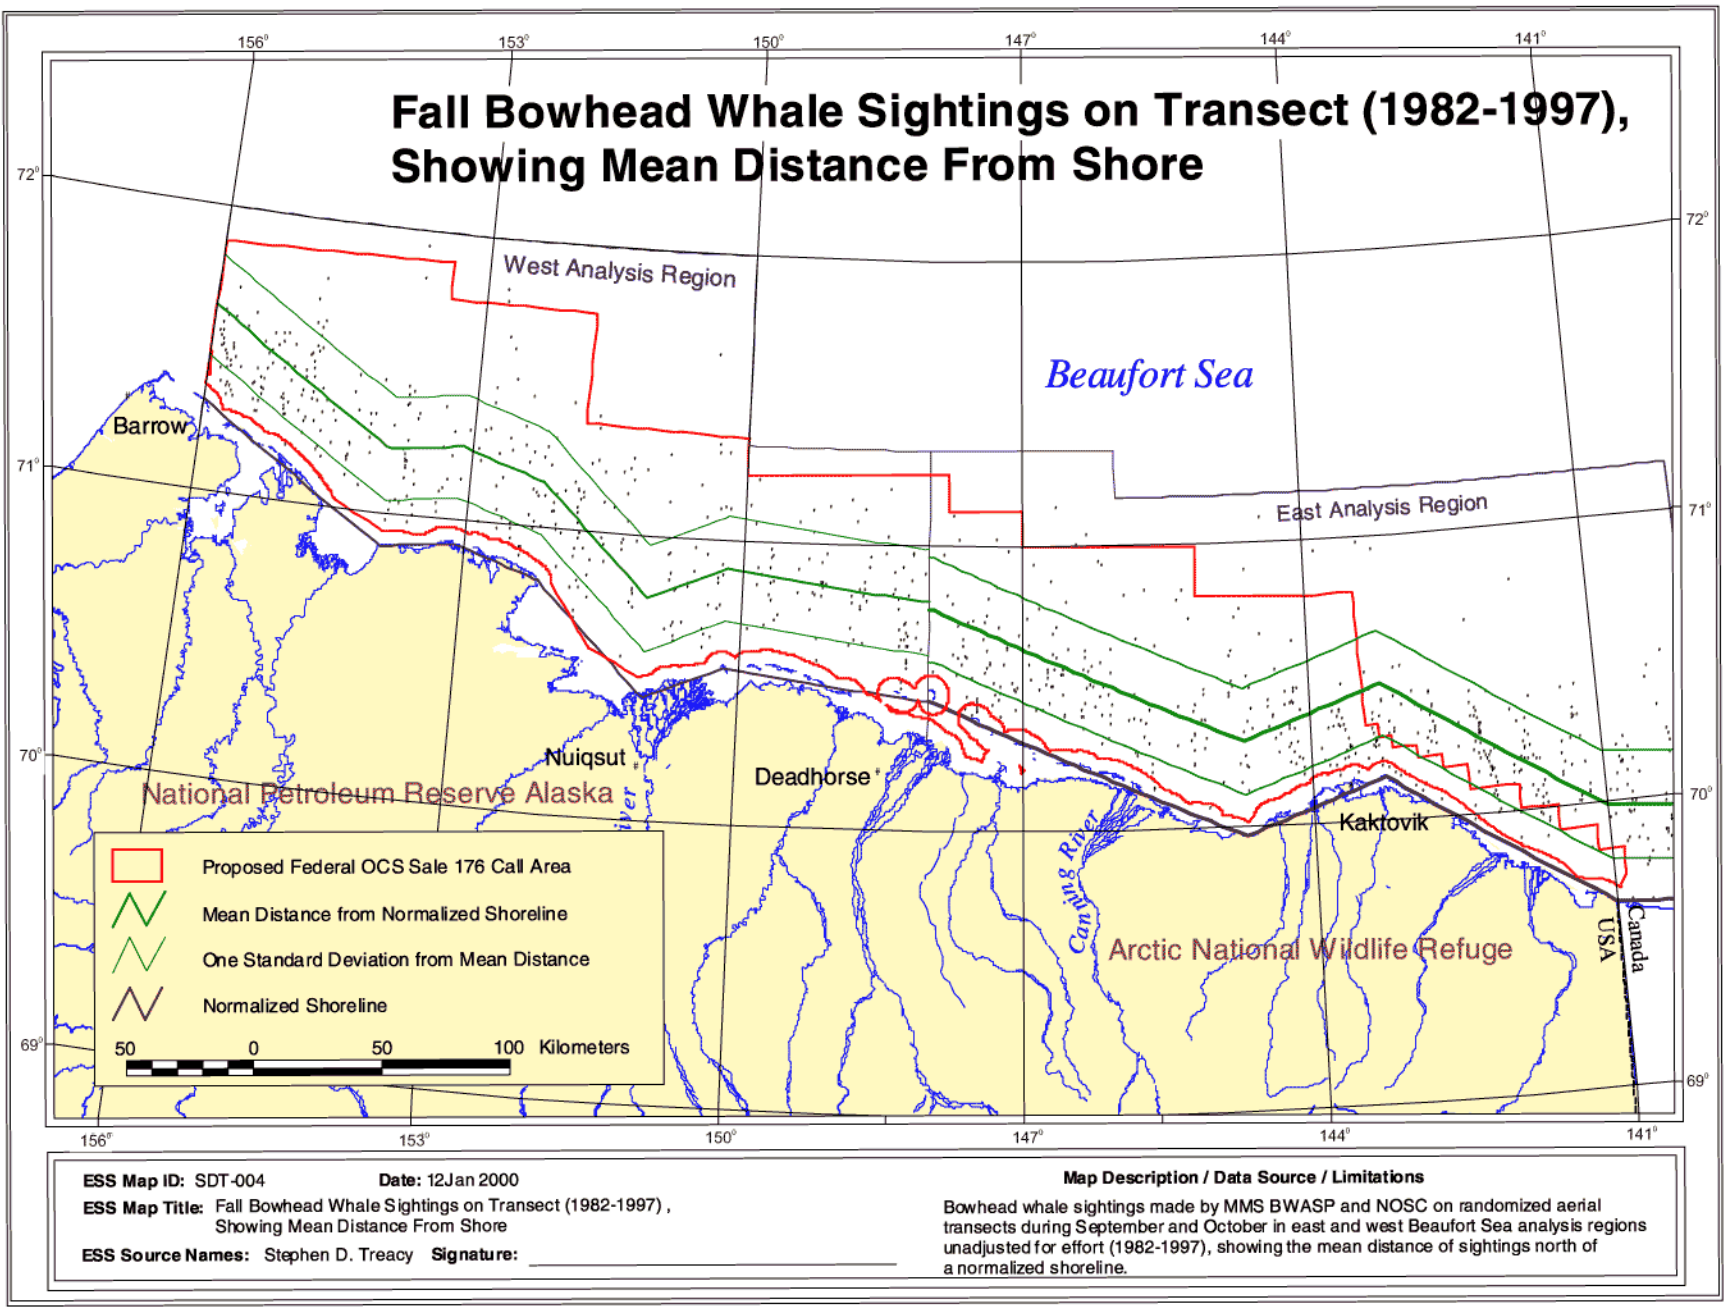 156°
153°
150°
147°
144°
141°
Fall Bowhead Whale Sightings on Transect (1982-1997),
Showing Mean Distance From Shore
72°
72°
West Analysis Region
Beaufort Sea
Barrow
71°
East Analysis Region
71°
70°
Nuiqsut
Deadhorse
National Petroleum Reserve Alaska
iver
70°
Kaktovik
Canning River
Arctic National Wildlife Refuge
USA
Canada
Proposed Federal OCS Sale 176 Call Area
Mean Distance from Normalized Shoreline
One Standard Deviation from Mean Distance
Normalized Shoreline
50 0 50 100 Kilometers
69°
69°
156°
153°
150°
147°
144°
141°
ESS Map ID: SDT-004 Date: 12Jan 2000
ESS Map Title: Fall Bowhead Whale Sightings on Transect (1982-1997) ,
Showing Mean Distance From Shore
ESS Source Names: Stephen D. Treacy Signature:
Map Description / Data Source / Limitations
Bowhead whale sightings made by MMS BWASP and NOSC on randomized aerial
transects during September and October in east and west Beaufort Sea analysis regions
unadjusted for effort (1982-1997), showing the mean distance of sightings north of
a normalized shoreline.